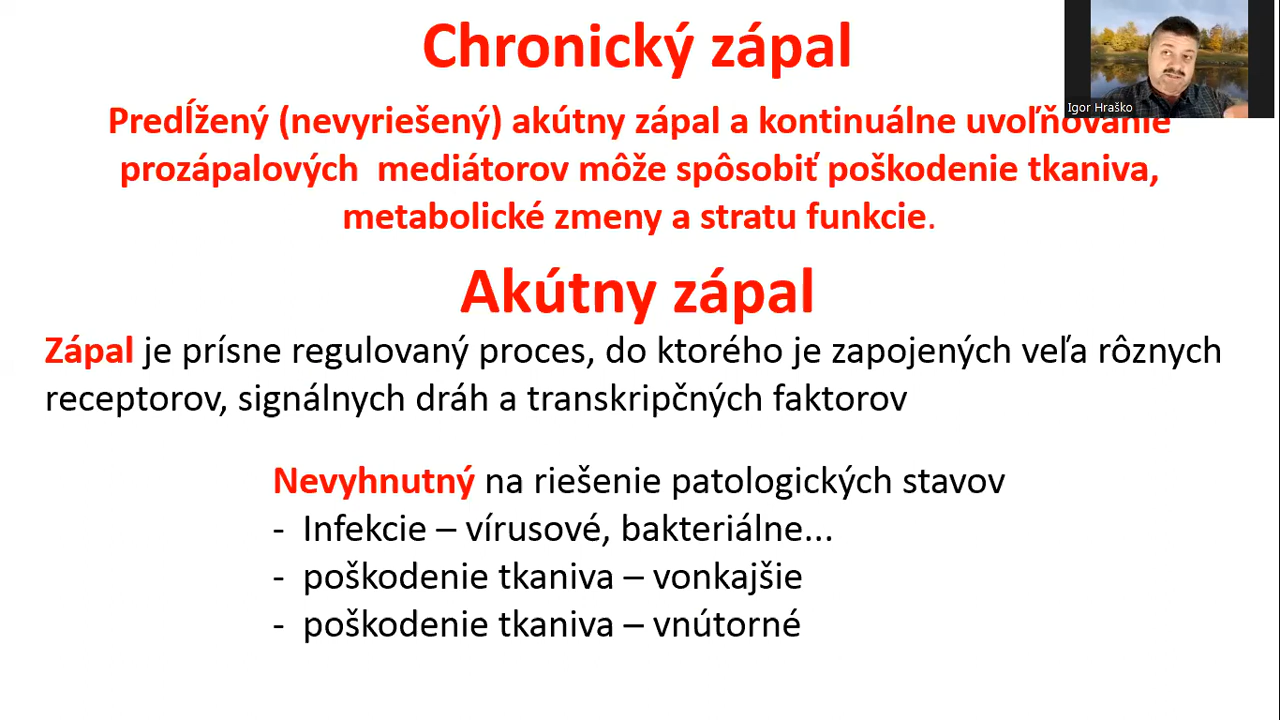 Chronický zápal
Igor Hraško
Predĺžený (nevyriešený) akútny zápal a kontinuálne uvoľňovanie
prozápalových mediátorov môže spôsobiť poškodenie tkaniva,
metabolické zmeny a stratu funkcie.
Akútny zápal
Zápal je prísne regulovaný proces, do ktorého je zapojených veľa rôznych
receptorov, signálnych dráh a transkripčných faktorov
Nevyhnutný na riešenie patologických stavov
- Infekcie – vírusové, bakteriálne...
- poškodenie tkaniva – vonkajšie
- poškodenie tkaniva – vnútorné